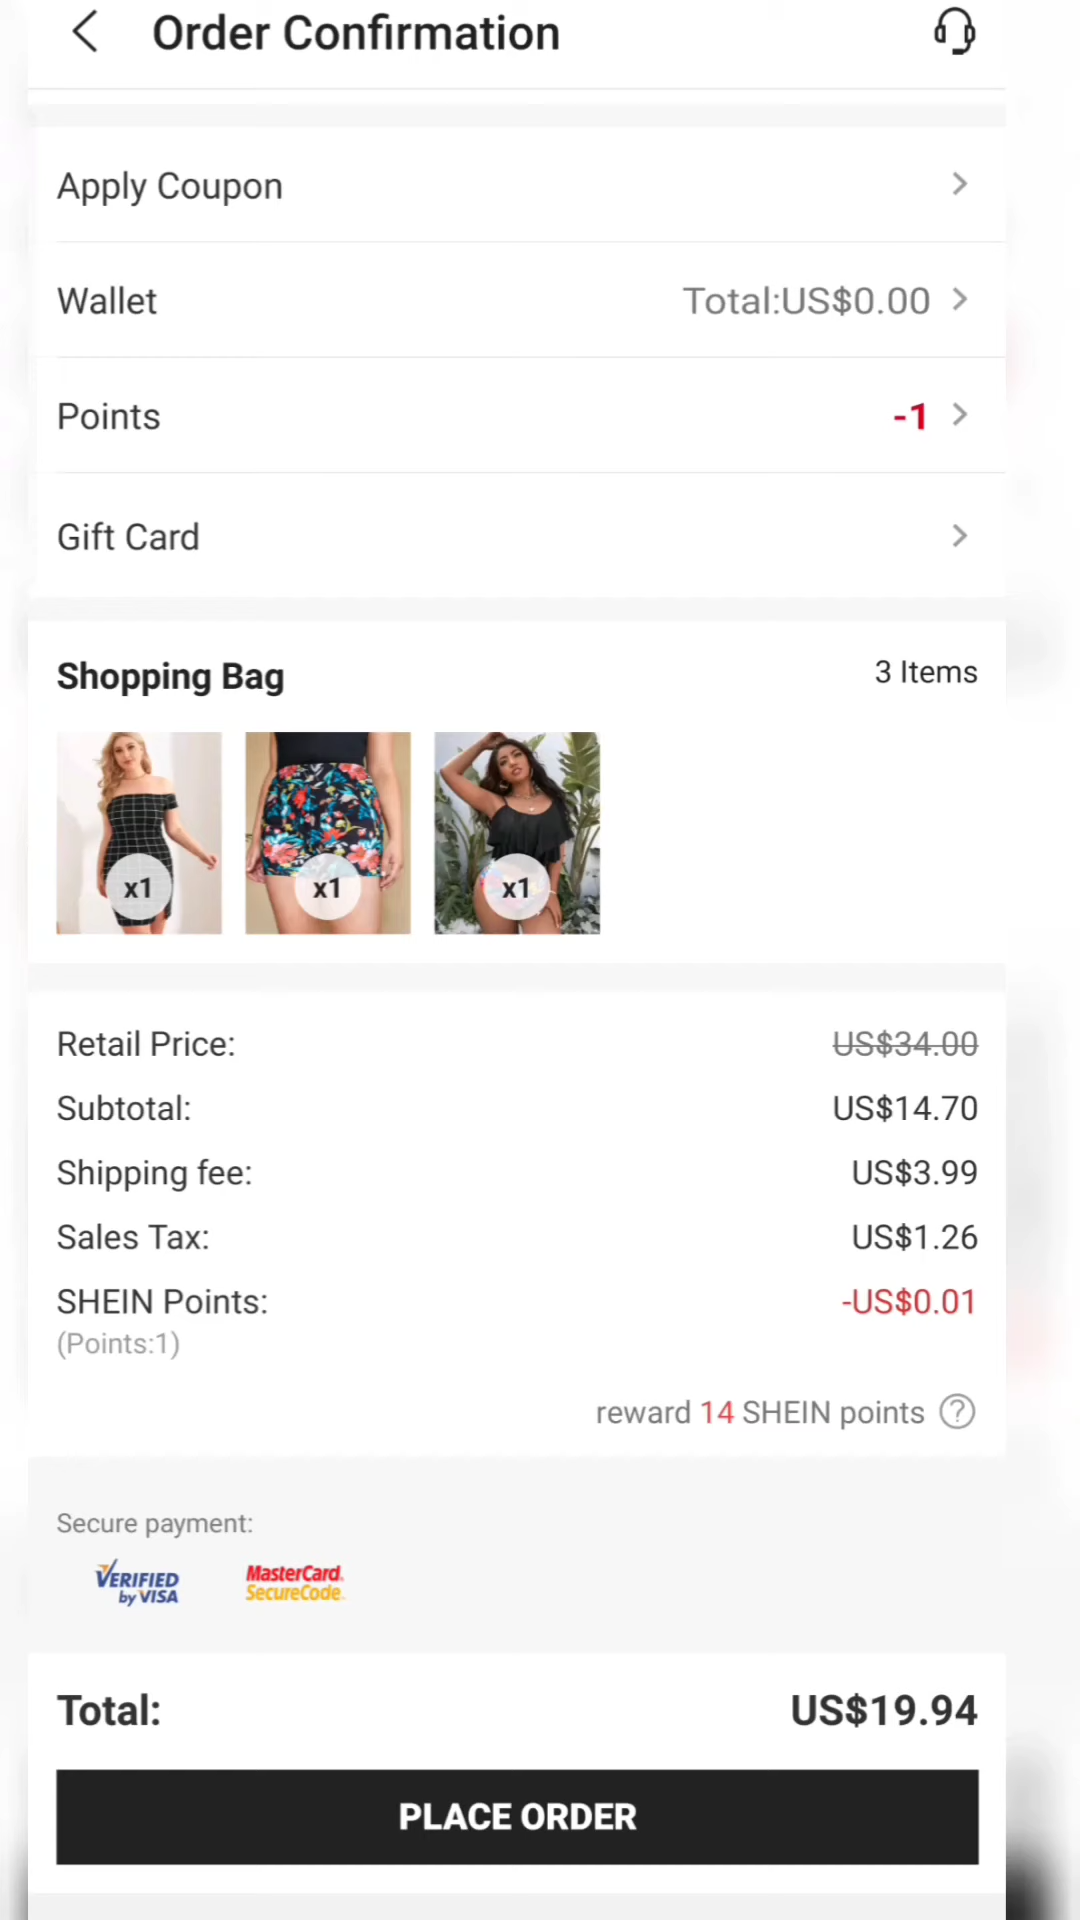 Order Confirmation
Apply Coupon
Wallet Total:US$0.00
Points -1
Gift Card
Shopping Bag 3 Items
x1 x1 x1
Retail Price: US$34.00
Subtotal: US$14.70
Shipping fee: US$3.99
Sales Tax: US$1.26
SHEIN Points: -US$0.01
(Points:1)
reward 14 SHEIN points ?
Secure payment:
VERIFIED MasterCard.
by VISA SecureCode.
Total: US$19.94
PLACE ORDER